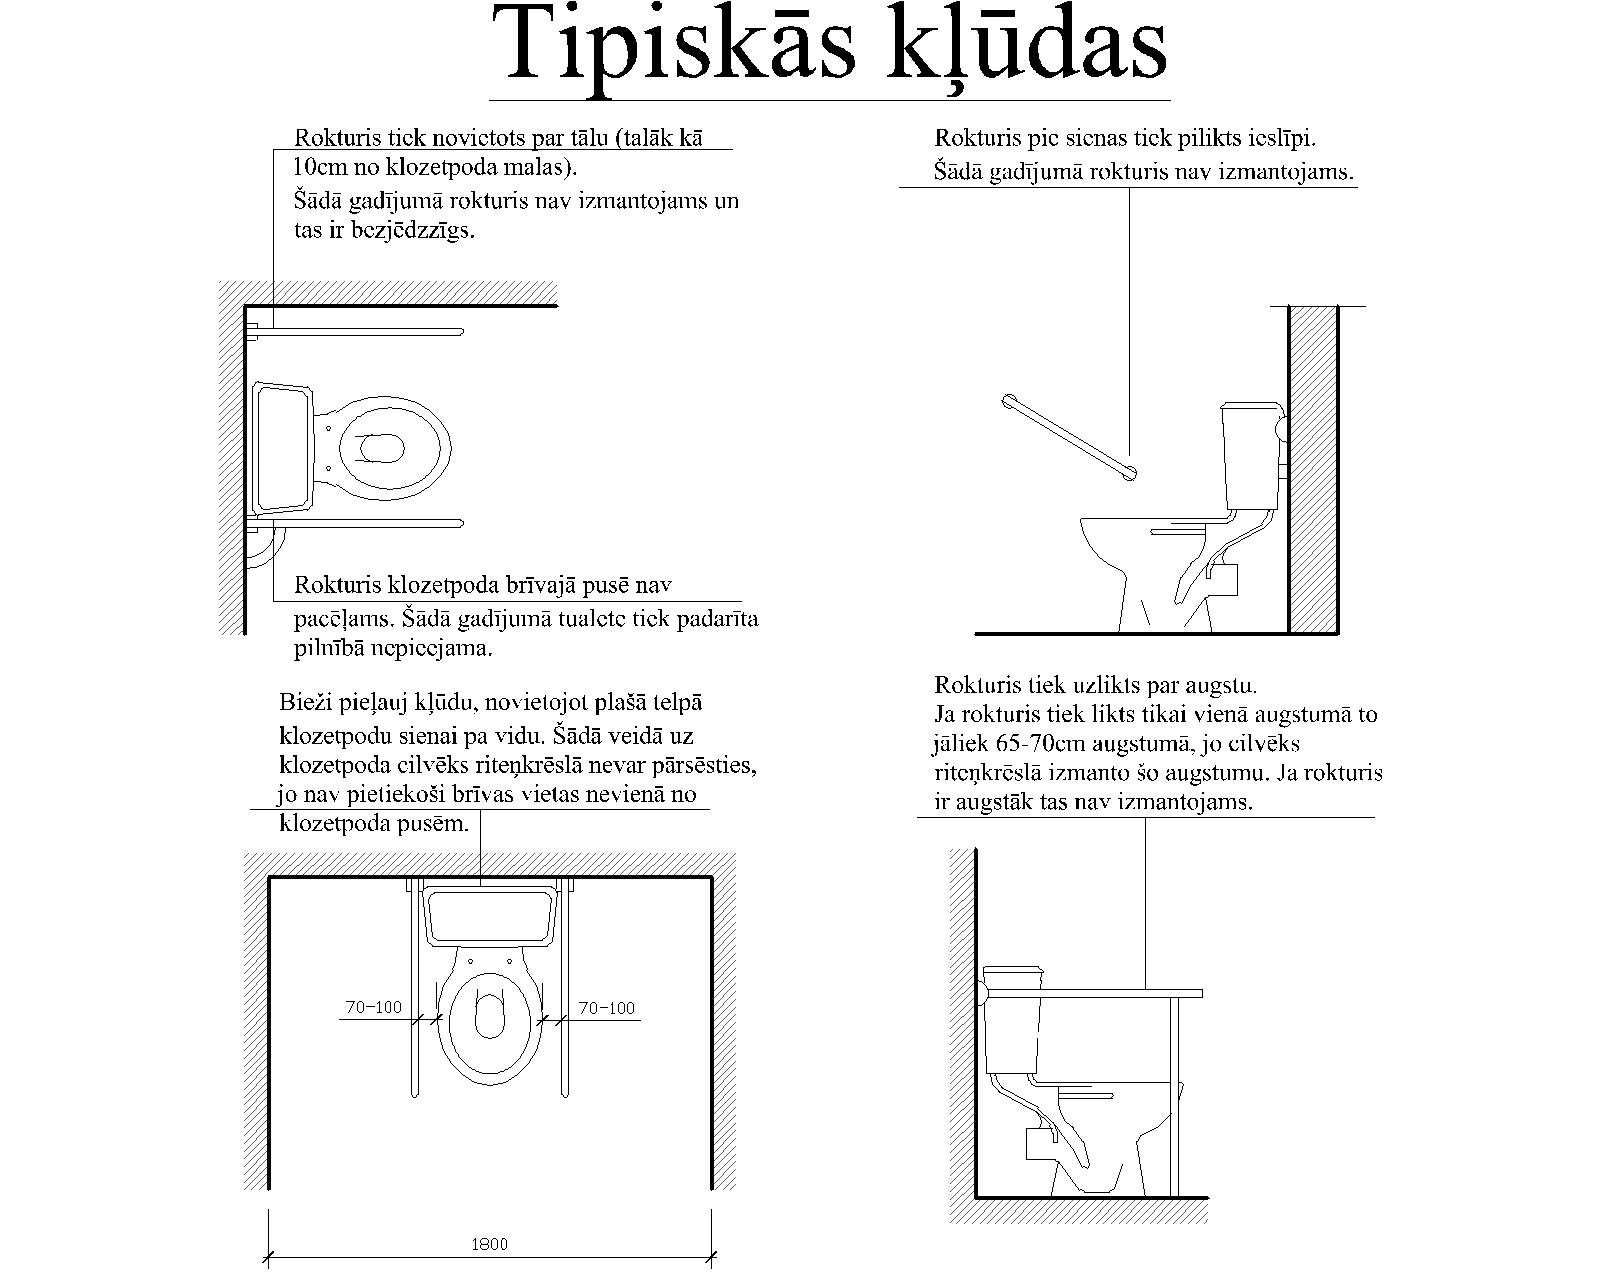 Tipiskās kļūdas
Rokturis tiek novietots par tālu (talāk kā
10cm no klozetpoda malas).
Šādā gadījumā rokturis nav izmantojams un
tas ir bezjēdzzīgs.
Rokturis pie sienas tiek pilikts ieslīpi.
Šādā gadījumā rokturis nav izmantojams.
Rokturis klozetpoda brīvajā pusē nav
paceļams. Šādā gadījumā tualete tiek padarīta
pilnībā nepieejama.
Bieži pieļauj kļūdu, novietojot plašā telpā
klozetpodu sienai pa vidu. Šādā veidā uz
klozetpoda cilvēks riteņkrēslā nevar pārsēsties,
jo nav pietiekoši brīvas vietas nevienā no
klozetpoda pusēm.
Rokturis tiek uzlikts par augstu.
Ja rokturis tiek likts tikai vienā augstumā to
jāliek 65-70cm augstumā, jo cilvēks
riteņkrēslā izmanto šo augstumu. Ja rokturis
ir augstāk tas nav izmantojams.
70-100
70-100
1800